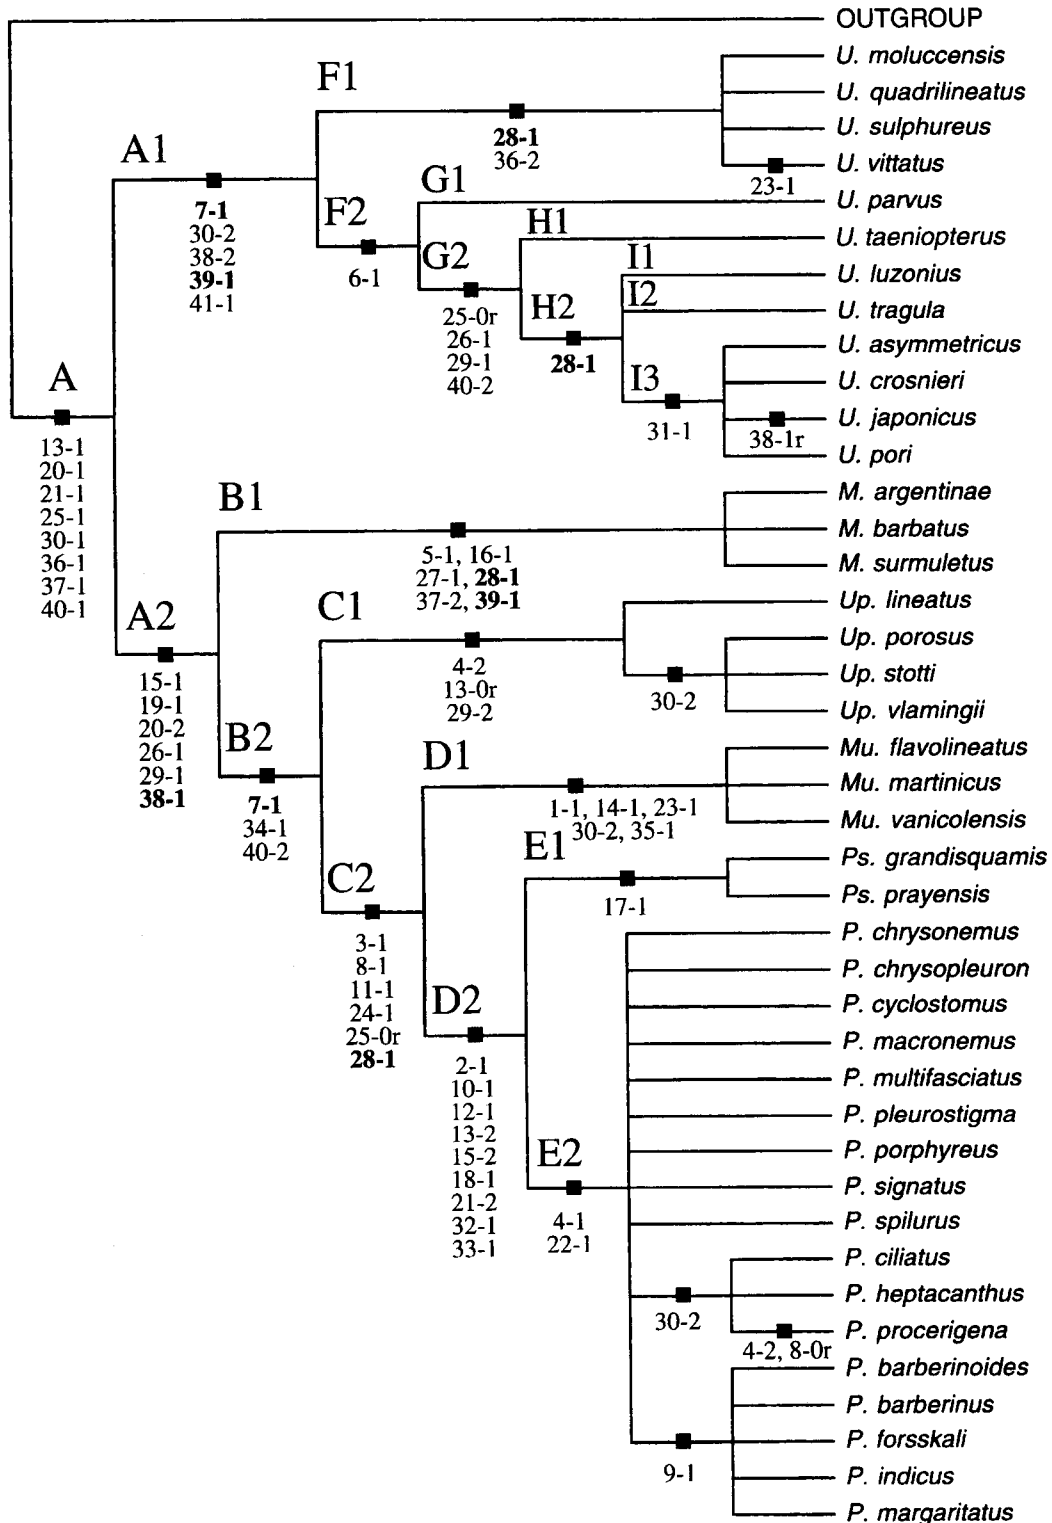 OUTGROUP
U. moluccensis
F1
U. quadrilineatus
28-1
36-2
U. sulphureus
A1
U. vittatus
23-1
G1
U. parvus
7-1
30-2
38-2
39-1
41-1
F2
6-1
H1
U. taeniopterus
G2
25-0r
26-1
29-1
40-2
I1
U. luzonius
I2
H2
28-1
U. tragula
U. asymmetricus
I3
31-1
U. crosnieri
U. japonicus
38-1r
U. pori
A
13-1
20-1
21-1
25-1
30-1
36-1
37-1
40-1
B1
M. argentinae
M. barbatus
5-1, 16-1
27-1, 28-1
37-2, 39-1
M. surmuletus
A2
15-1
19-1
20-2
26-1
29-1
38-1
C1
Up. lineatus
4-2
13-0r
29-2
Up. porosus
Up. stotti
30-2
Up. vlamingii
B2
7-1
34-1
40-2
D1
Mu. flavolineatus
Mu. martinicus
1-1, 14-1, 23-1
30-2, 35-1
Mu. vanicolensis
E1
Ps. grandisquamis
17-1
Ps. prayensis
C2
3-1
8-1
11-1
24-1
25-0r
28-1
P. chrysonemus
P. chrysopleuron
D2
2-1
10-1
12-1
13-2
15-2
18-1
21-2
32-1
33-1
P. cyclostomus
P. macronemus
P. multifasciatus
P. pleurostigma
E2
4-1
22-1
P. porphyreus
P. signatus
P. spilurus
P. ciliatus
P. heptacanthus
30-2
P. procerigena
4-2, 8-0r
P. barberinoides
P. barberinus
P. forsskali
9-1
P. indicus
P. margaritatus